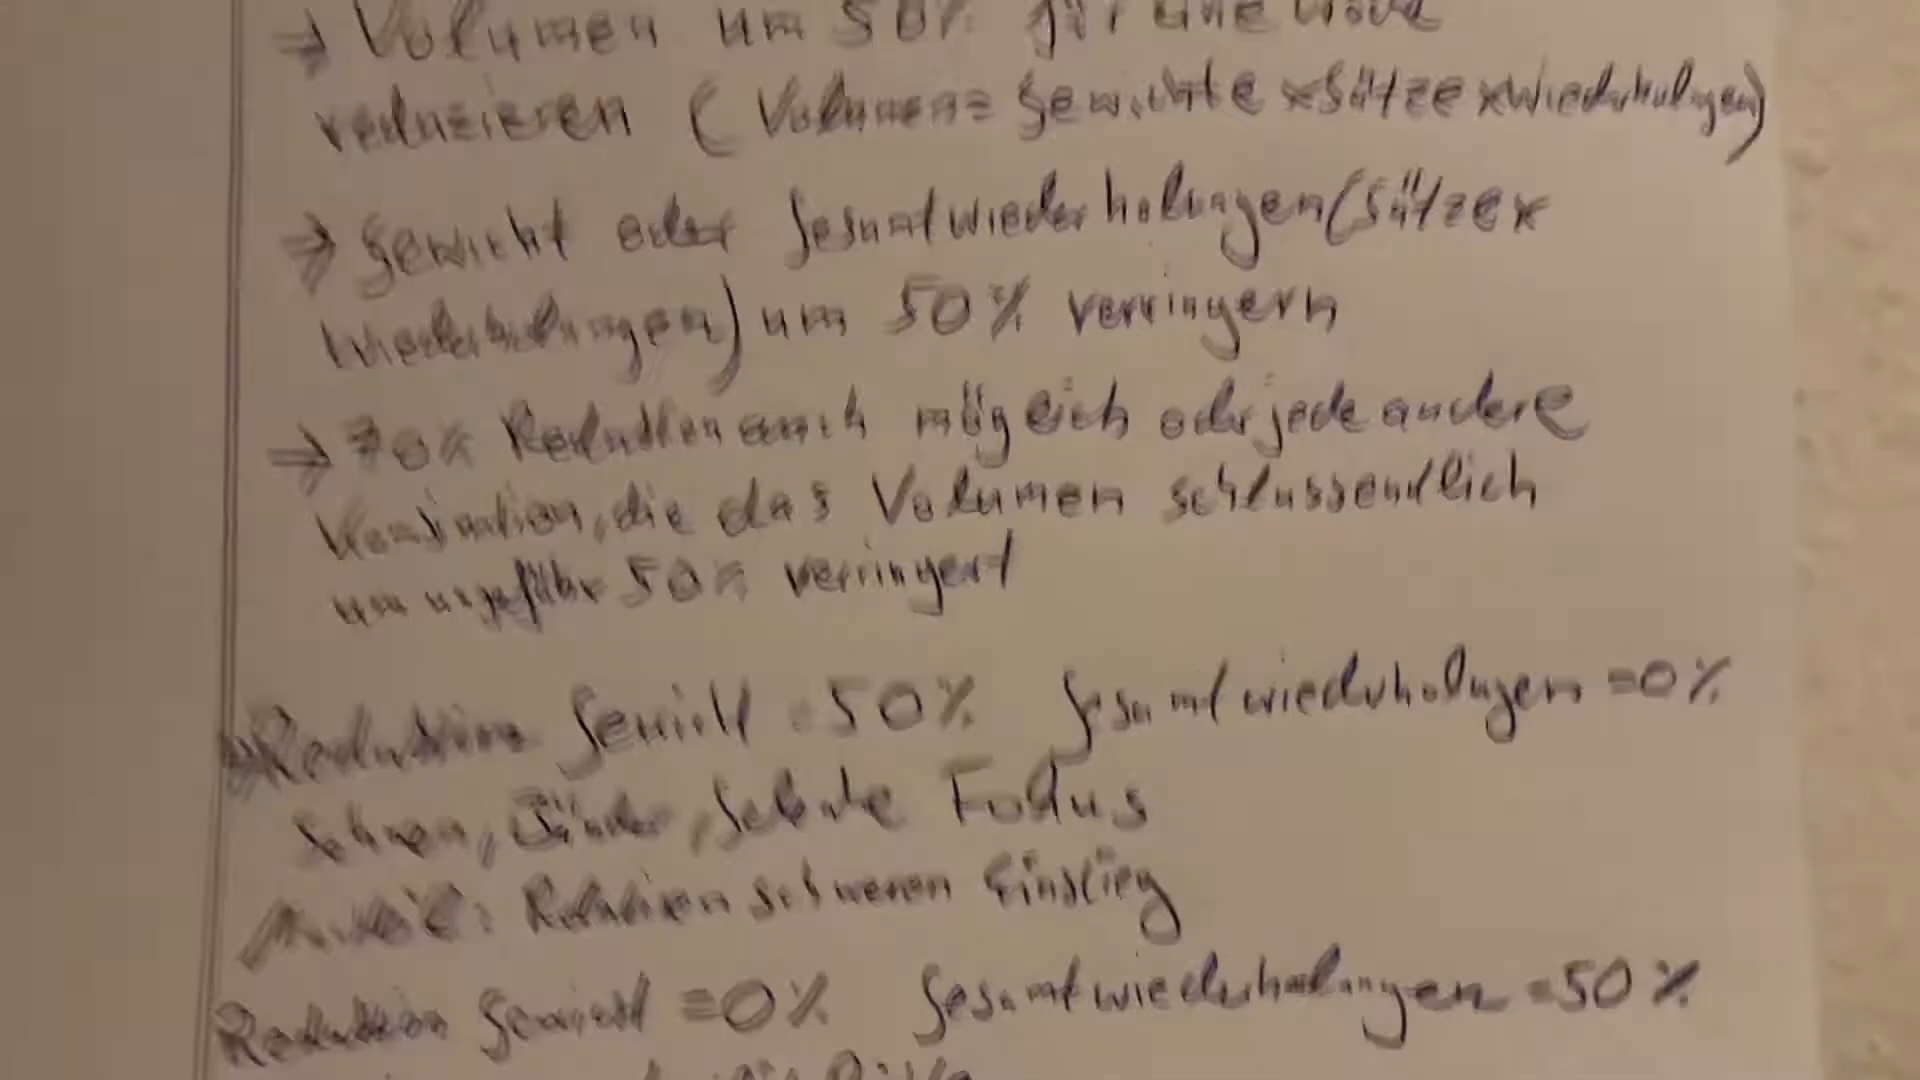 ⇒ Volumen um 50% für eine Woche
reduzieren (Volumen= Gewichte x Sätze x Wiederholungen)
⇒ Gewicht oder Gesamtwiederholungen (Sätze x
Wiederholungen) um 50% verringern
⇒ 70% Reduktion auch möglich oder jede andere
Kombination, die das Volumen schlussendlich
um ungefähr 50% verringert
⇒ Reduktion Gewicht = 50% Gesamtwiederholungen = 0%
Sehnen, Bänder, Gelenke Fokus
Reduktion schweren Einstieg
Reduktion Gewicht = 0% Gesamtwiederholungen = 50%